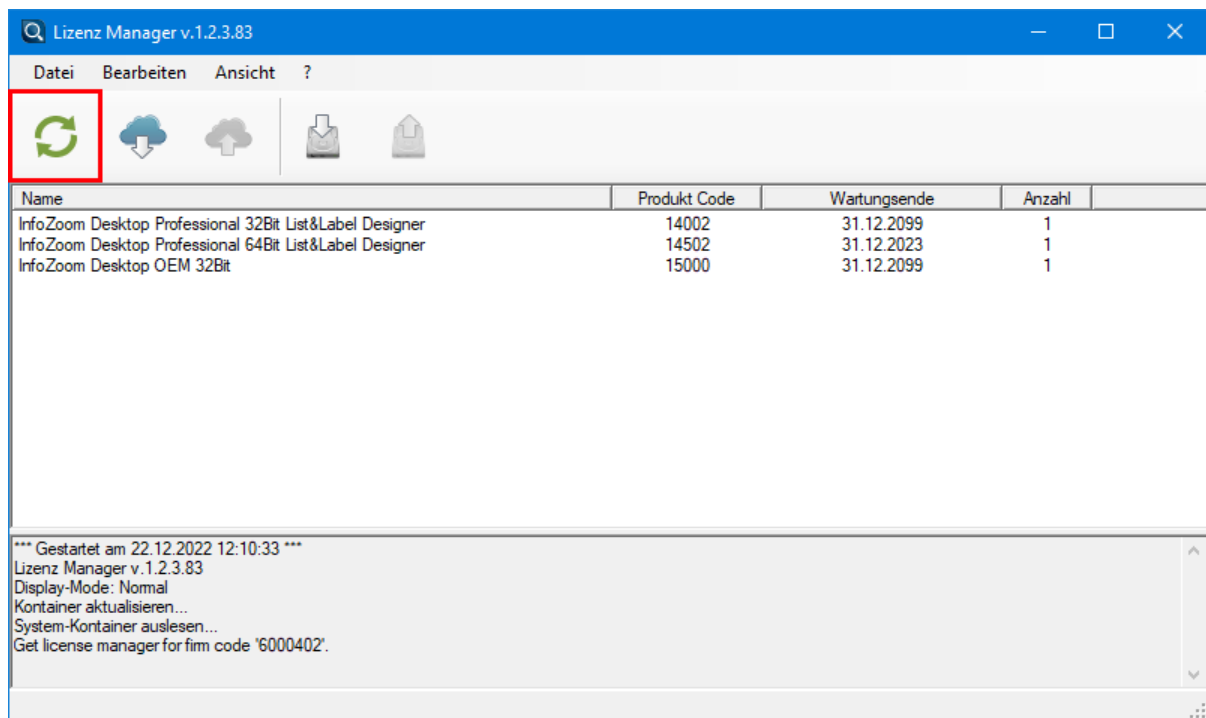 Lizenz Manager v.1.2.3.83
Datei Bearbeiten Ansicht ?
Name Produkt Code Wartungsende Anzahl
InfoZoom Desktop Professional 32Bit List&Label Designer 14002 31.12.2099 1
InfoZoom Desktop Professional 64Bit List&Label Designer 14502 31.12.2023 1
InfoZoom Desktop OEM 32Bit 15000 31.12.2099 1
*** Gestartet am 22.12.2022 12:10:33 ***
Lizenz Manager v.1.2.3.83
Display-Mode: Normal
Kontainer aktualisieren...
System-Kontainer auslesen...
Get license manager for firm code '6000402'.